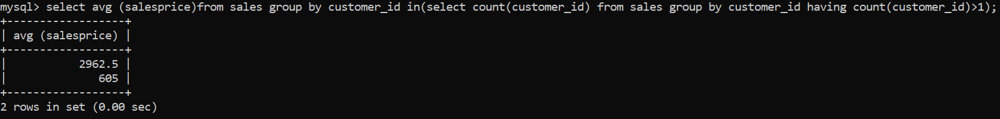 mysql> select avg (salesprice)from sales group by customer_id in(select count(customer_id) from sales group by customer_id having count(customer_id)>1);
+------------------+
| avg (salesprice) |
+------------------+
|           2962.5 |
|              605 |
+------------------+
2 rows in set (0.00 sec)